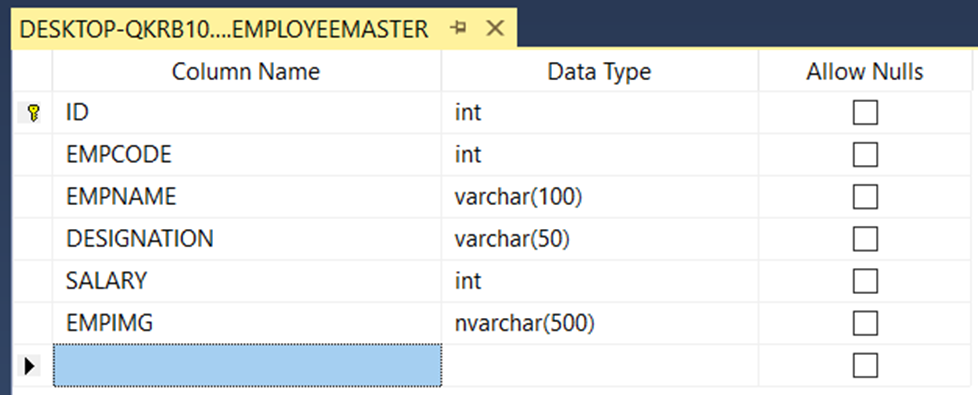 DESKTOP-QKRB10....EMPLOYEEMASTER
Column Name Data Type Allow Nulls
ID int
EMPCODE int
EMPNAME varchar(100)
DESIGNATION varchar(50)
SALARY int
EMPIMG nvarchar(500)